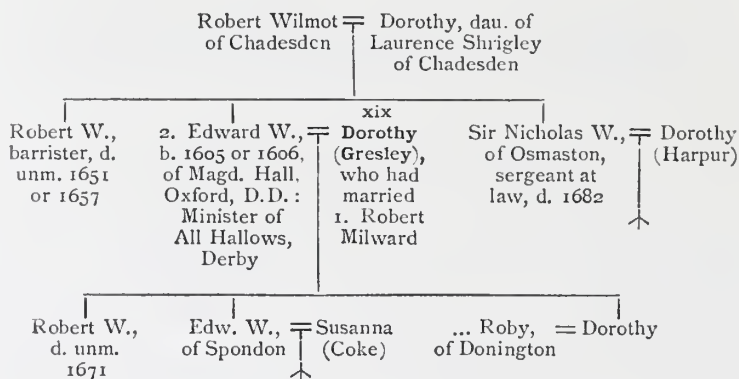 Robert Wilmot
of Chadesden
=
Dorothy, dau. of
Laurence Shrigley
of Chadesden
Robert W.,
barrister, d.
unm. 1651
or 1657
2. Edward W.,
b. 1605 or 1606,
of Magd. Hall,
Oxford, D.D. :
Minister of
All Hallows,
Derby
=
xix
Dorothy
(Gresley),
who had
married
1. Robert
Milward
Sir Nicholas W.,
of Osmaston,
sergeant at
law, d. 1682
=
Dorothy
(Harpur)
Robert W.,
d. unm.
1671
Edw. W.,
of Spondon
=
Susanna
(Coke)
... Roby,
of Donington
=
Dorothy